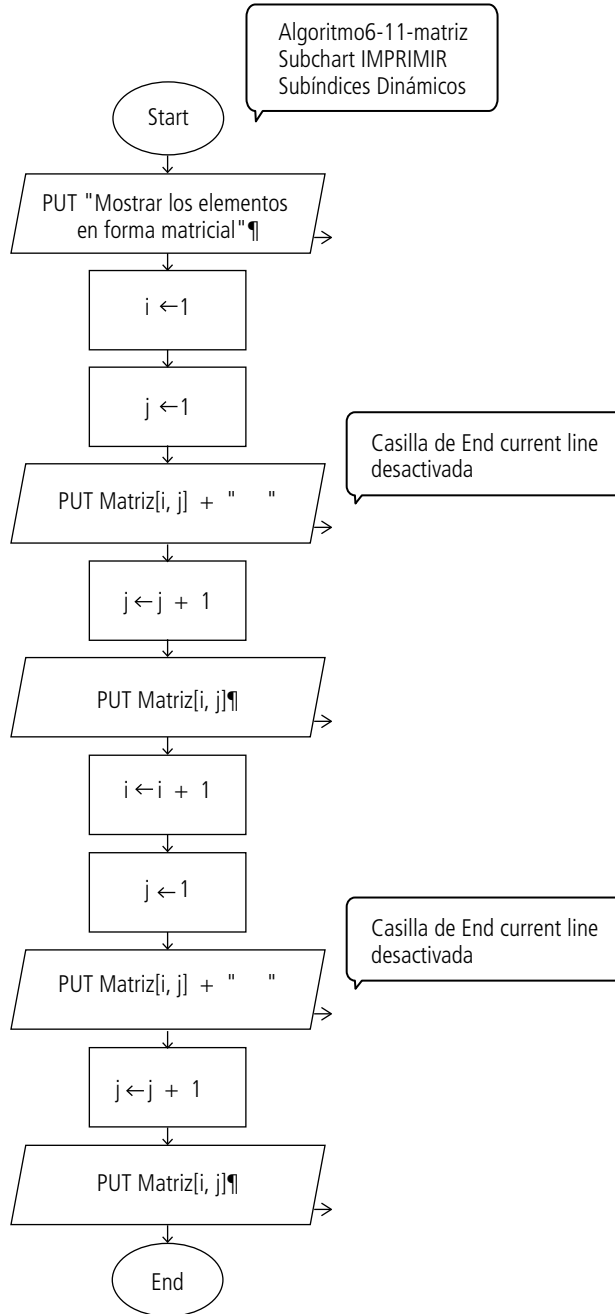 Algoritmo6-11-matriz
Subchart IMPRIMIR
Subíndices Dinámicos
Start
PUT "Mostrar los elementos
en forma matricial"¶
i ←1
j ←1
Casilla de End current line
desactivada
PUT Matriz[i, j] + "    "
j ← j + 1
PUT Matriz[i, j]¶
i ← i + 1
j ← 1
Casilla de End current line
desactivada
PUT Matriz[i, j] + "    "
j ← j + 1
PUT Matriz[i, j]¶
End